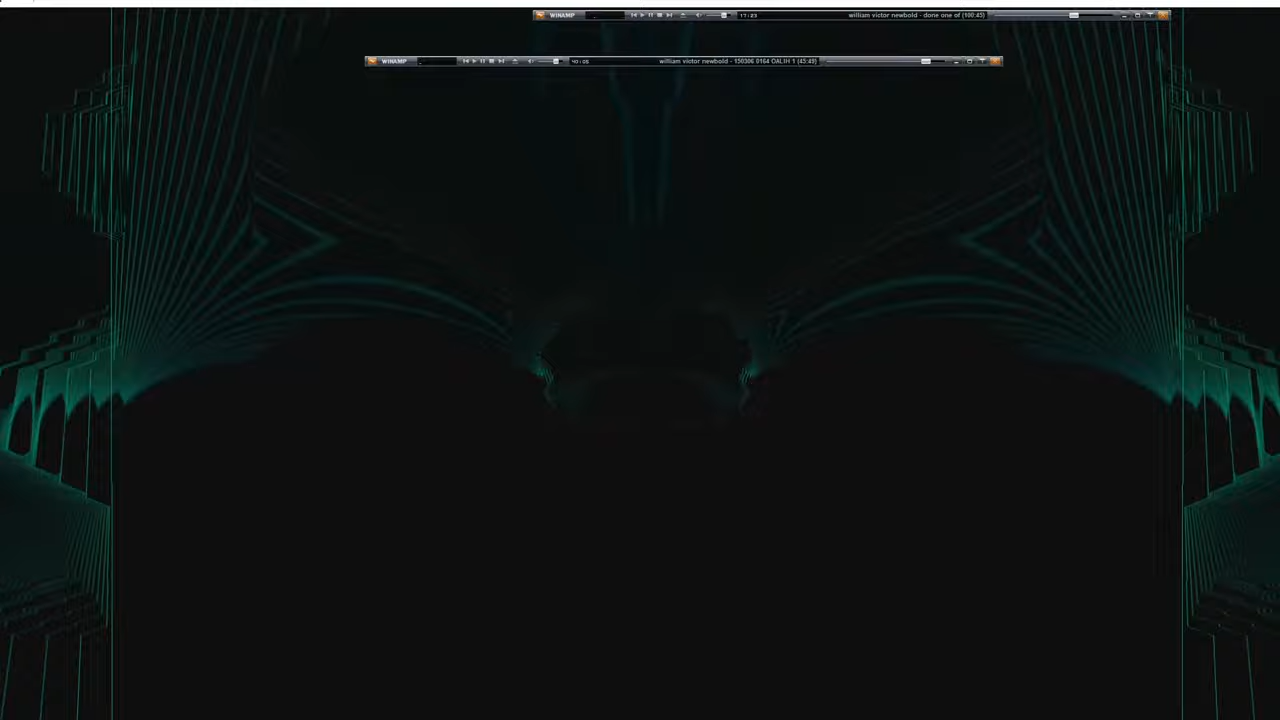 WINAMP 17:23 william victor newbold - done one of (100:45)
WINAMP 40:05 william victor newbold - 150306 0164 OALIH 1 (45:49)